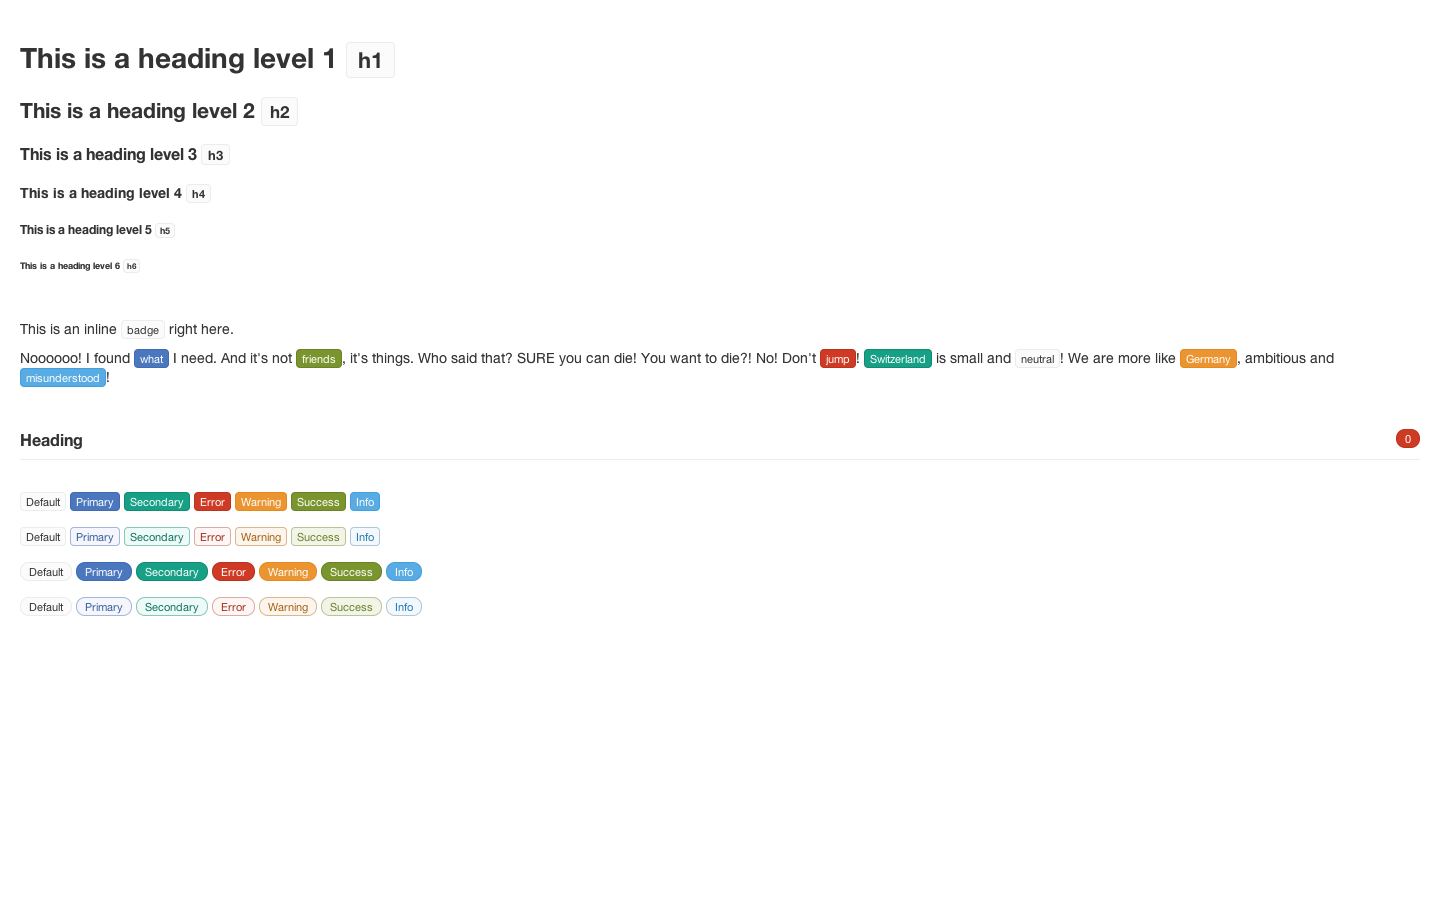 This is a heading level 1 h1
This is a heading level 2 h2
This is a heading level 3 h3
This is a heading level 4 h4
This is a heading level 5 h5
This is a heading level 6 h6
This is an inline badge right here.
Noooooo! I found what I need. And it's not friends, it's things. Who said that? SURE you can die! You want to die?! No! Don't jump! Switzerland is small and neutral! We are more like Germany, ambitious and
misunderstood!
Heading 0
Default Primary Secondary Error Warning Success Info
Default Primary Secondary Error Warning Success Info
Default Primary Secondary Error Warning Success Info
Default Primary Secondary Error Warning Success Info